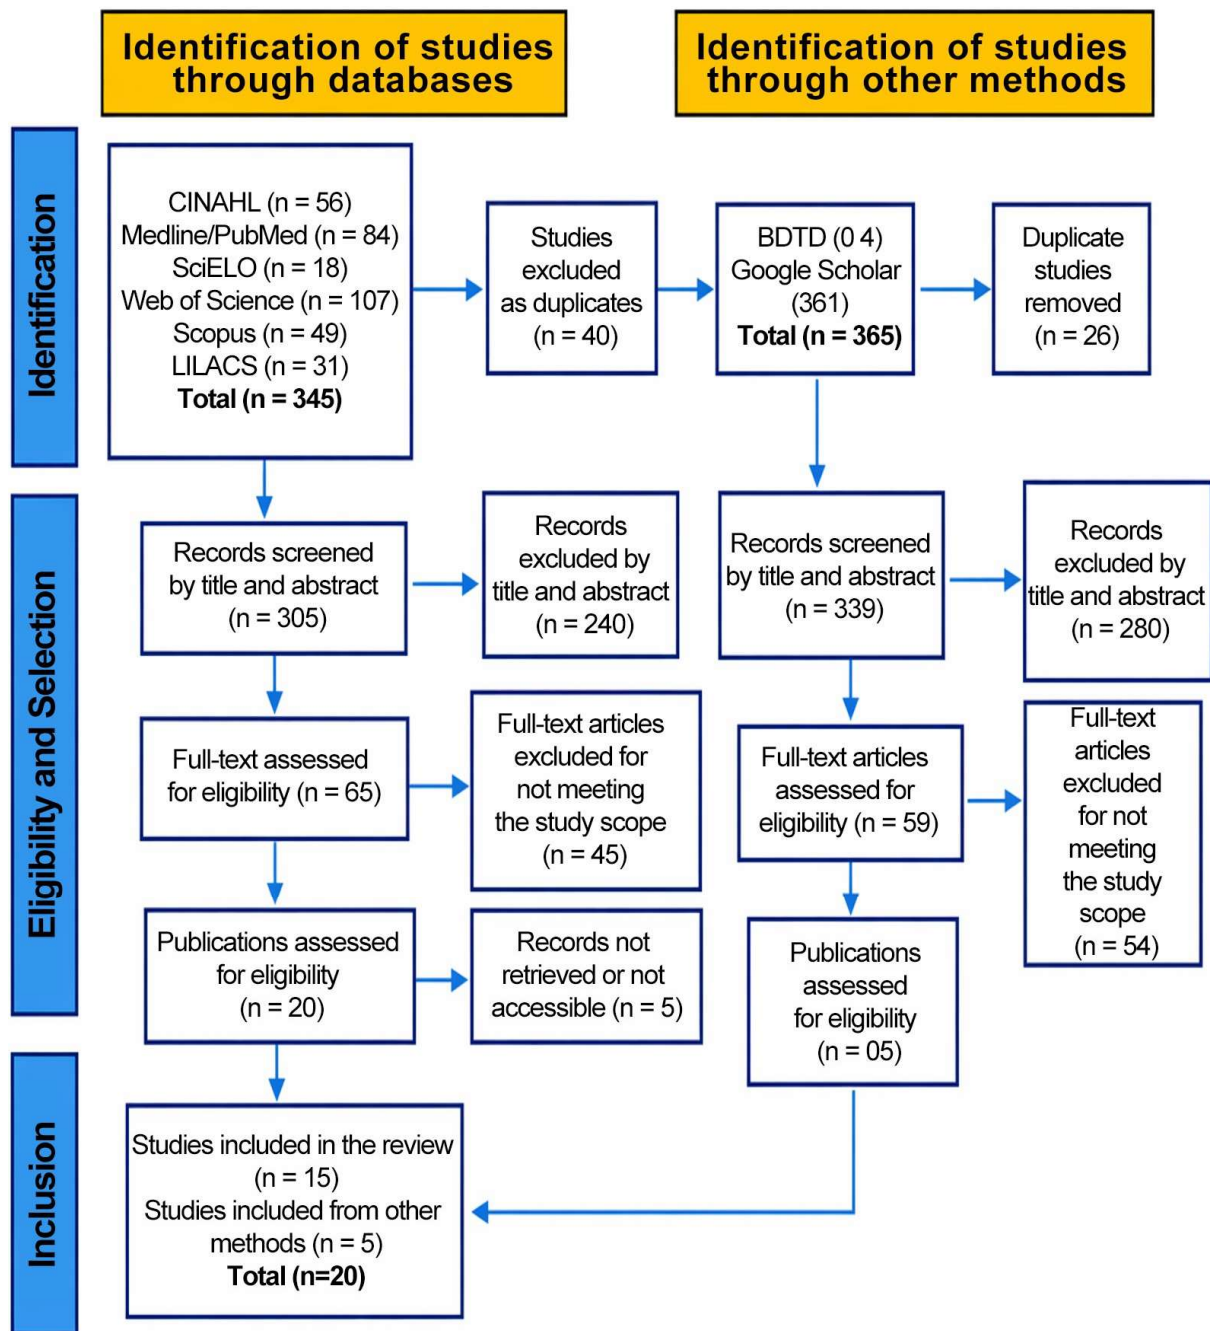 Identification of studies
through databases
Identification of studies
through other methods
Identification
CINAHL (n = 56)
Medline/PubMed (n = 84)
SciELO (n = 18)
Web of Science (n = 107)
Scopus (n = 49)
LILACS (n = 31)
Total (n = 345)
Studies
excluded
as duplicates
(n = 40)
BDTD (0 4)
Google Scholar
(361)
Total (n = 365)
Duplicate
studies
removed
(n = 26)
Eligibility and Selection
Records screened
by title and abstract
(n = 305)
Records
excluded by
title and abstract
(n = 240)
Records screened
by title and abstract
(n = 339)
Records
excluded by
title and abstract
(n = 280)
Full-text assessed
for eligibility (n = 65)
Full-text articles
excluded for
not meeting
the study scope
(n = 45)
Full-text articles
assessed for
eligibility (n = 59)
Full-text
articles
excluded
for not
meeting
the study
scope
(n = 54)
Publications assessed
for eligibility
(n = 20)
Records not
retrieved or not
accessible (n = 5)
Publications
assessed
for eligibility
(n = 05)
Inclusion
Studies included in the review
(n = 15)
Studies included from other
methods (n = 5)
Total (n=20)